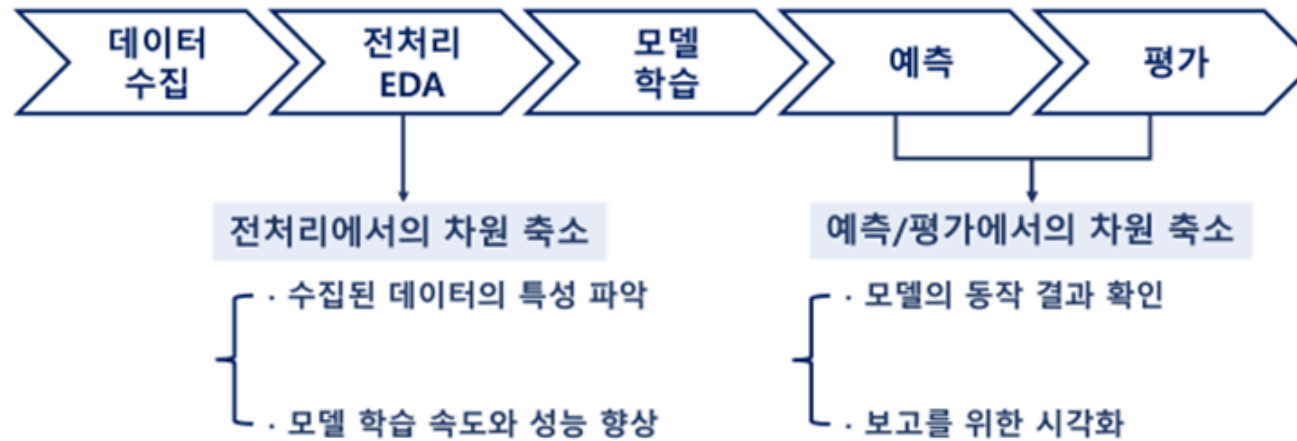 데이터
수집
전처리
EDA
모델
학습
예측
평가
전처리에서의 차원 축소
예측/평가에서의 차원 축소
· 수집된 데이터의 특성 파악
· 모델 학습 속도와 성능 향상
· 모델의 동작 결과 확인
· 보고를 위한 시각화